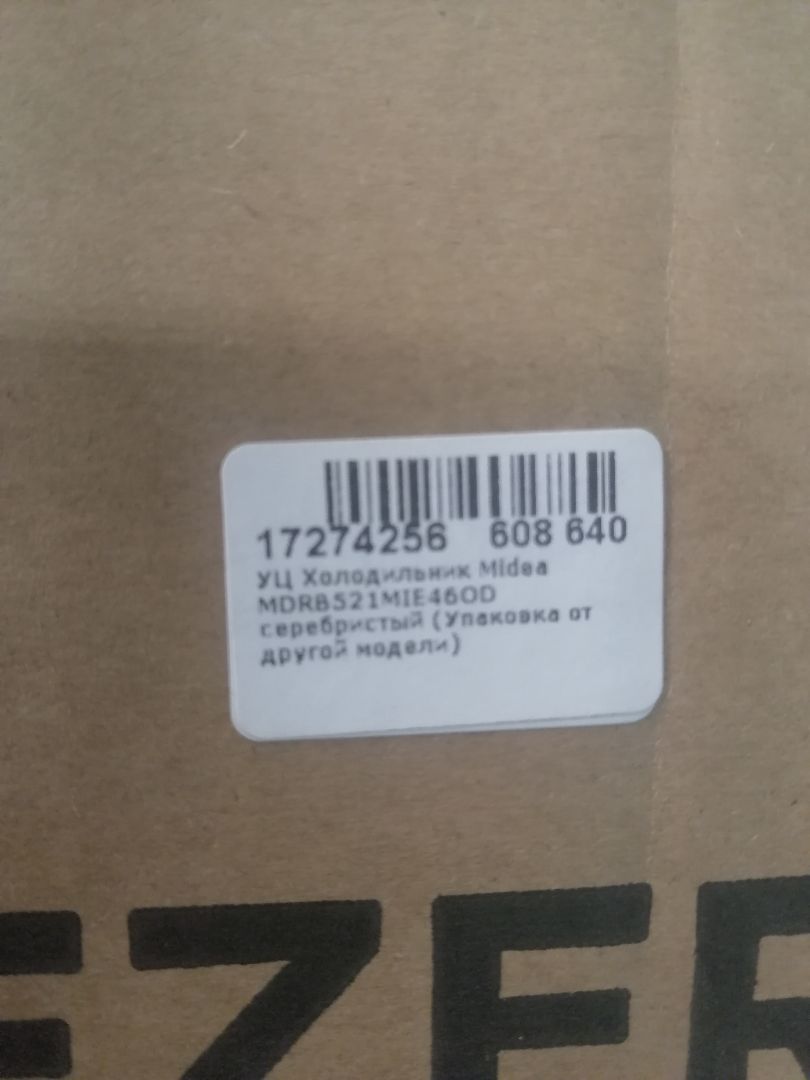 17274256 608 640
УЦ Холодильник Midea
MDRB521MIE46OD
серебристый (Упаковка от
другой модели)
EZER